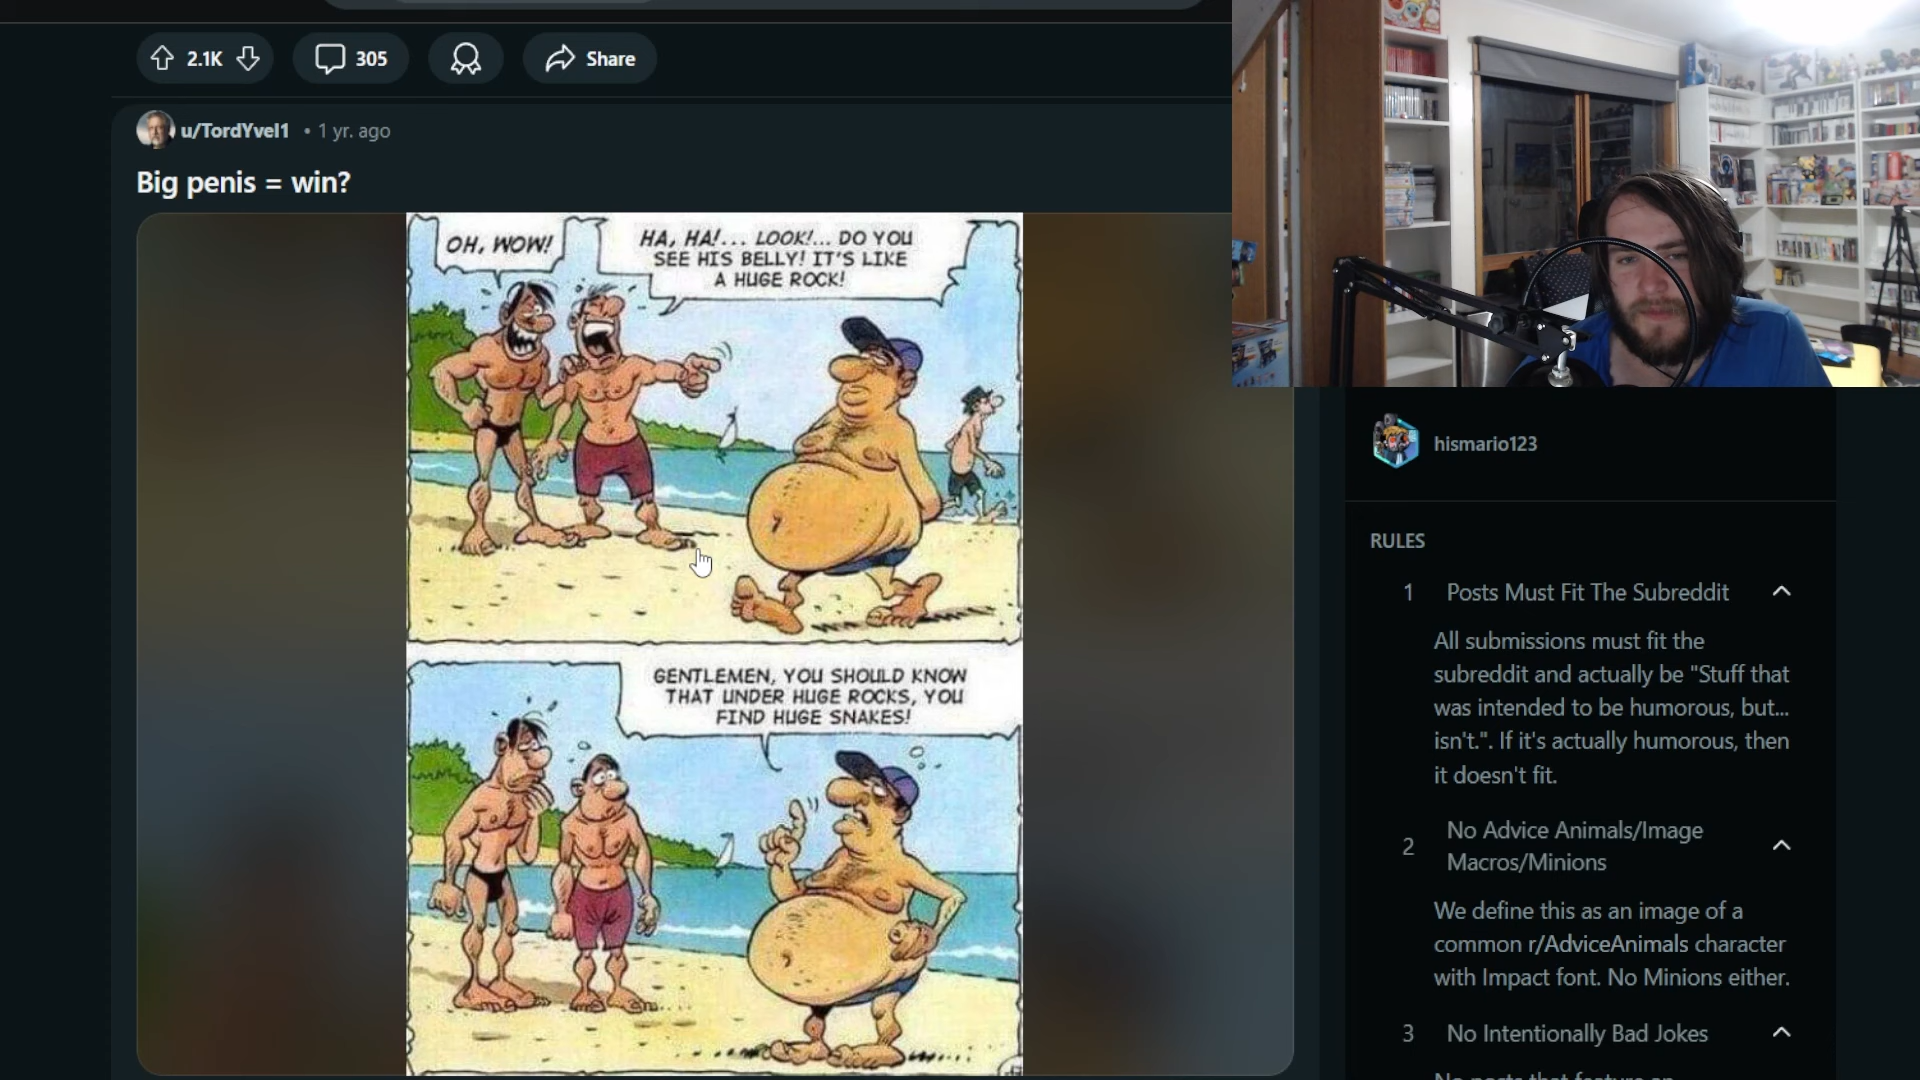 2.1K
305
Share
u/TordYvel1 • 1 yr. ago
Big penis = win?
OH, WOW!
HA, HA!... LOOK!... DO YOU
SEE HIS BELLY! IT'S LIKE
A HUGE ROCK!
GENTLEMEN, YOU SHOULD KNOW
THAT UNDER HUGE ROCKS, YOU
FIND HUGE SNAKES!
hismario123
RULES
1 Posts Must Fit The Subreddit
All submissions must fit the
subreddit and actually be "Stuff that
was intended to be humorous, but...
isn't.". If it's actually humorous, then
it doesn't fit.
2 No Advice Animals/Image
Macros/Minions
We define this as an image of a
common r/AdviceAnimals character
with Impact font. No Minions either.
3 No Intentionally Bad Jokes